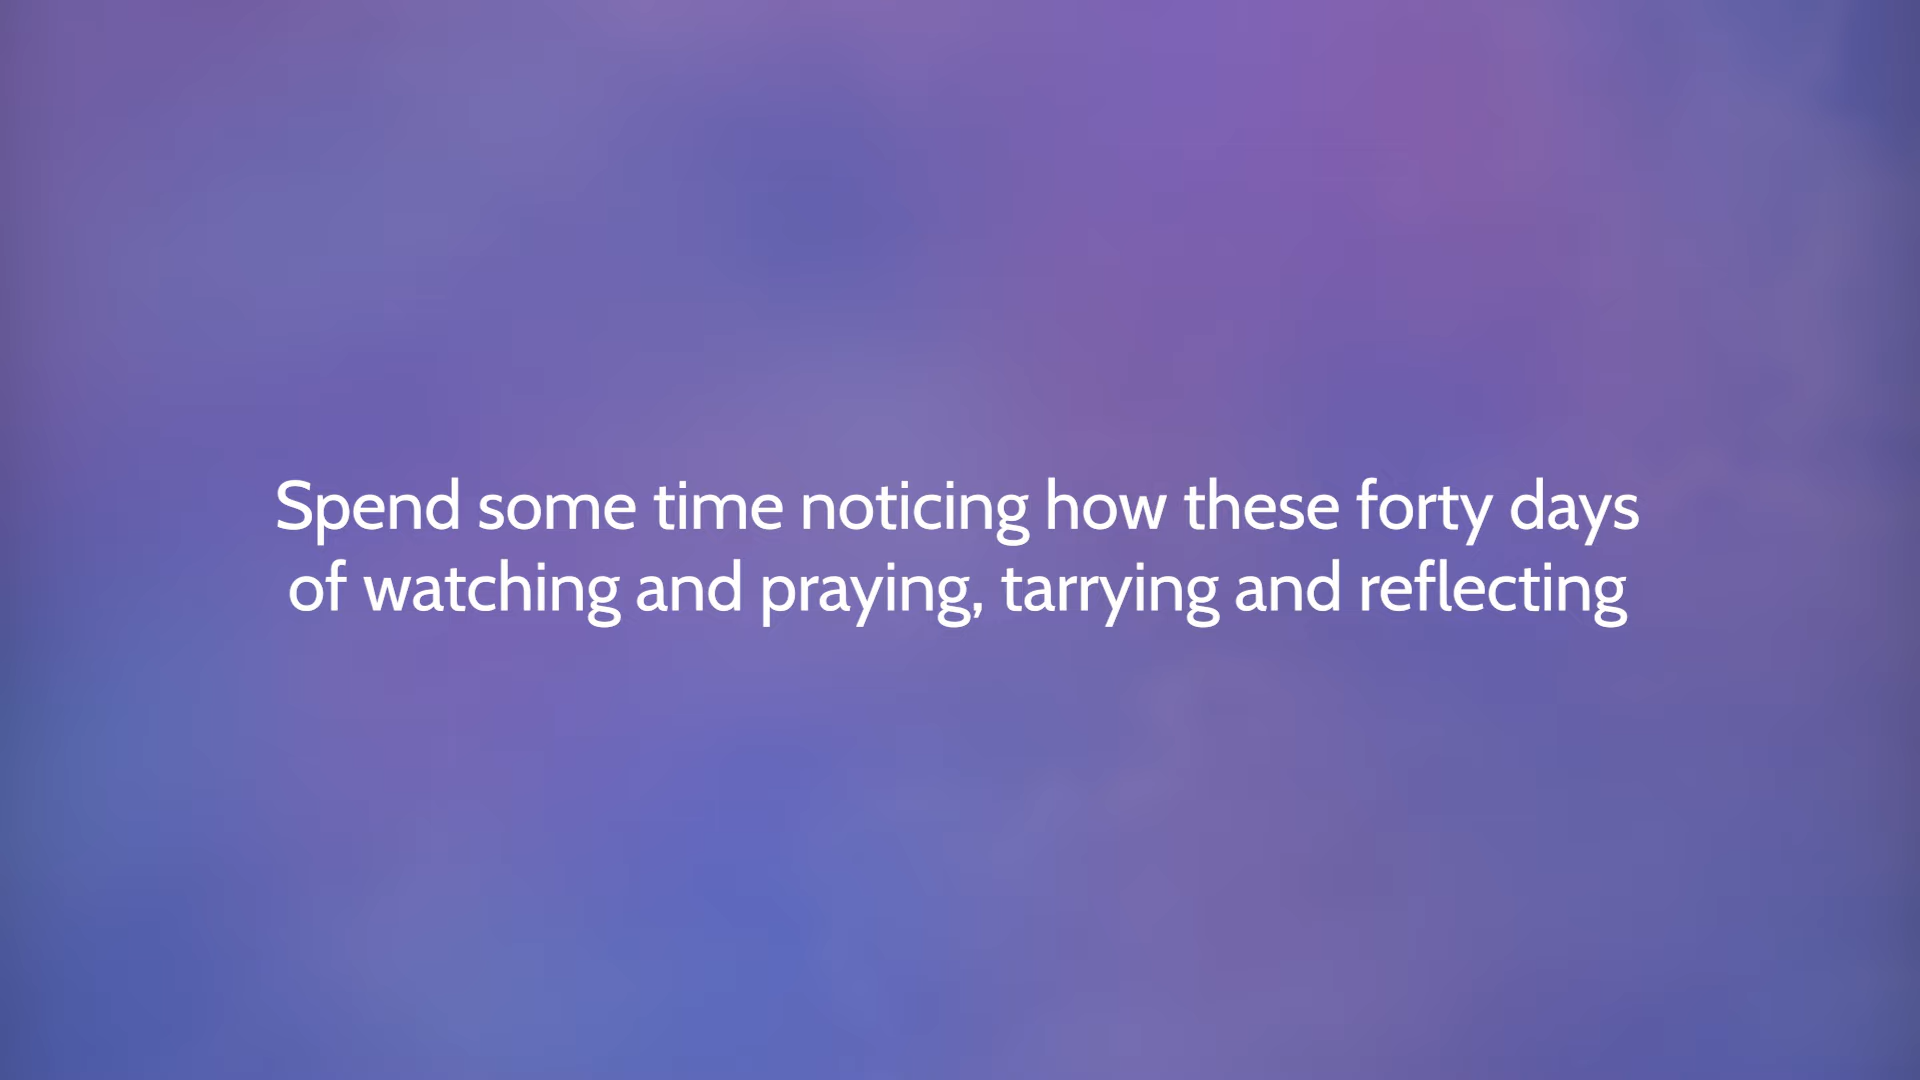 Spend some time noticing how these forty days
of watching and praying, tarrying and reflecting